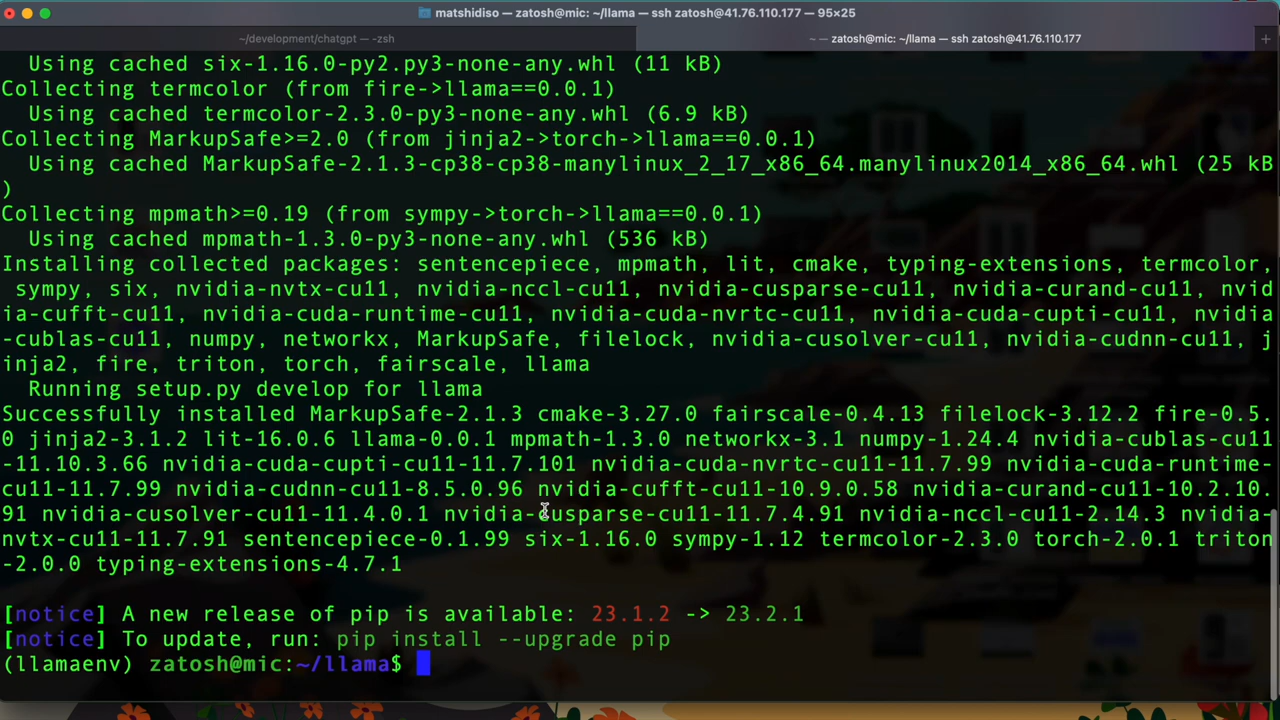 matshidiso — zatosh@mic: ~/llama — ssh zatosh@41.76.110.177 — 95×25
~/development/chatgpt — -zsh
~ — zatosh@mic: ~/llama — ssh zatosh@41.76.110.177
+
Using cached six-1.16.0-py2.py3-none-any.whl (11 kB)
Collecting termcolor (from fire->llama==0.0.1)
Using cached termcolor-2.3.0-py3-none-any.whl (6.9 kB)
Collecting MarkupSafe>=2.0 (from jinja2->torch->llama==0.0.1)
Using cached MarkupSafe-2.1.3-cp38-cp38-manylinux_2_17_x86_64.manylinux2014_x86_64.whl (25 kB
)
Collecting mpmath>=0.19 (from sympy->torch->llama==0.0.1)
Using cached mpmath-1.3.0-py3-none-any.whl (536 kB)
Installing collected packages: sentencepiece, mpmath, lit, cmake, typing-extensions, termcolor,
sympy, six, nvidia-nvtx-cu11, nvidia-nccl-cu11, nvidia-cusparse-cu11, nvidia-curand-cu11, nvid
ia-cufft-cu11, nvidia-cuda-runtime-cu11, nvidia-cuda-nvrtc-cu11, nvidia-cuda-cupti-cu11, nvidia
-cublas-cu11, numpy, networkx, MarkupSafe, filelock, nvidia-cusolver-cu11, nvidia-cudnn-cu11, j
inja2, fire, triton, torch, fairscale, llama
Running setup.py develop for llama
Successfully installed MarkupSafe-2.1.3 cmake-3.27.0 fairscale-0.4.13 filelock-3.12.2 fire-0.5.
0 jinja2-3.1.2 lit-16.0.6 llama-0.0.1 mpmath-1.3.0 networkx-3.1 numpy-1.24.4 nvidia-cublas-cu11
-11.10.3.66 nvidia-cuda-cupti-cu11-11.7.101 nvidia-cuda-nvrtc-cu11-11.7.99 nvidia-cuda-runtime-
cu11-11.7.99 nvidia-cudnn-cu11-8.5.0.96 nvidia-cufft-cu11-10.9.0.58 nvidia-curand-cu11-10.2.10.
91 nvidia-cusolver-cu11-11.4.0.1 nvidia-cusparse-cu11-11.7.4.91 nvidia-nccl-cu11-2.14.3 nvidia-
nvtx-cu11-11.7.91 sentencepiece-0.1.99 six-1.16.0 sympy-1.12 termcolor-2.3.0 torch-2.0.1 triton
-2.0.0 typing-extensions-4.7.1
[notice] A new release of pip is available: 23.1.2 -> 23.2.1
[notice] To update, run: pip install --upgrade pip
(llamaenv) zatosh@mic:~/llama$